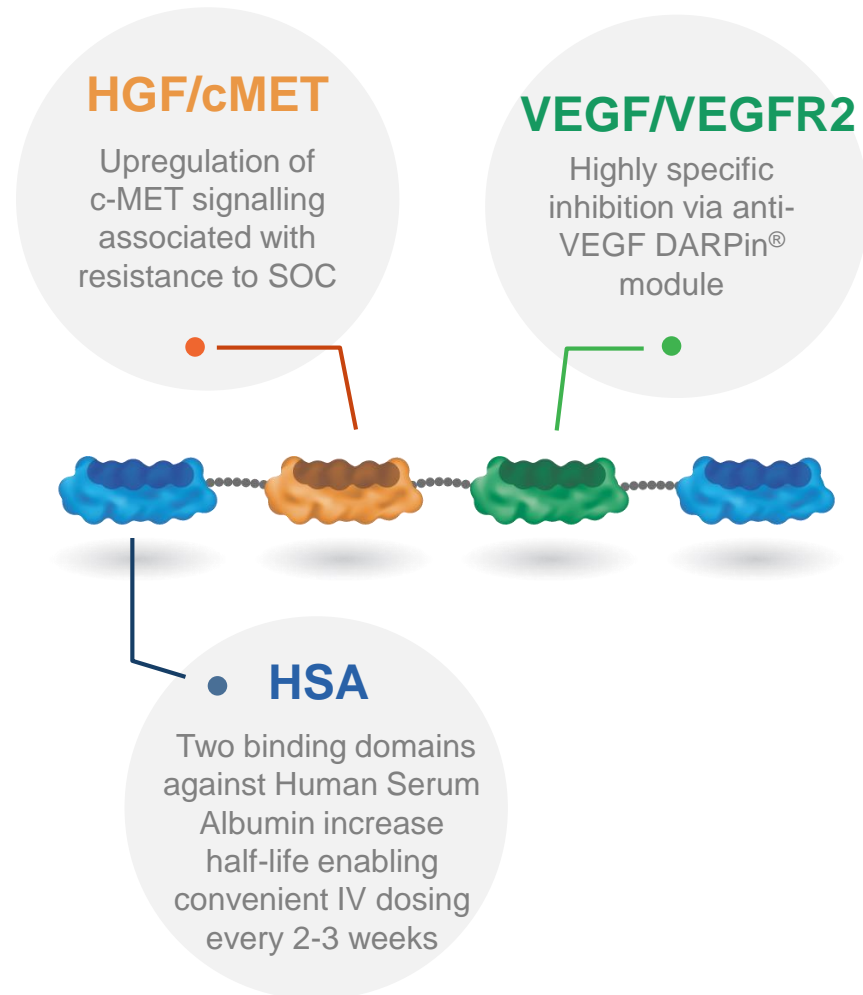 HGF/cMET
Upregulation of
c-MET signalling
associated with
resistance to SOC
VEGF/VEGFR2
Highly specific
inhibition via anti-
VEGF DARPin®
module
HSA
Two binding domains
against Human Serum
Albumin increase
half-life enabling
convenient IV dosing
every 2-3 weeks